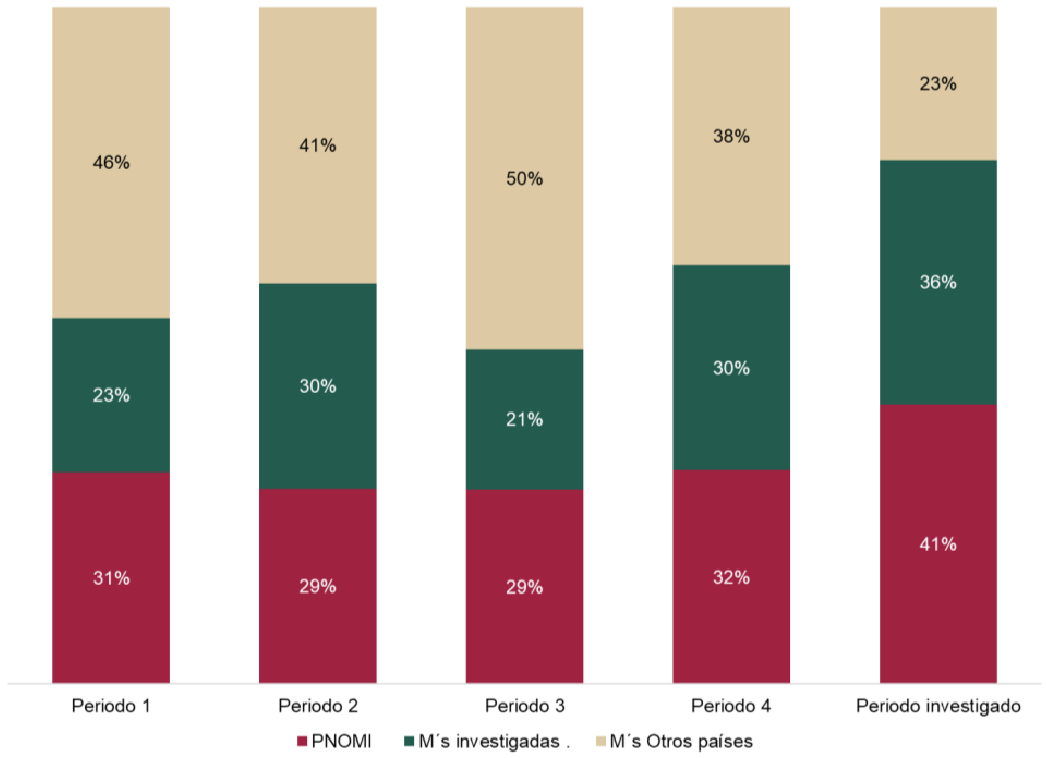 46%
41%
50%
38%
23%
23%
30%
21%
30%
36%
31%
29%
29%
32%
41%
Periodo 1
Periodo 2
Periodo 3
Periodo 4
Periodo investigado
PNOMI
M´s investigadas .
M´s Otros países